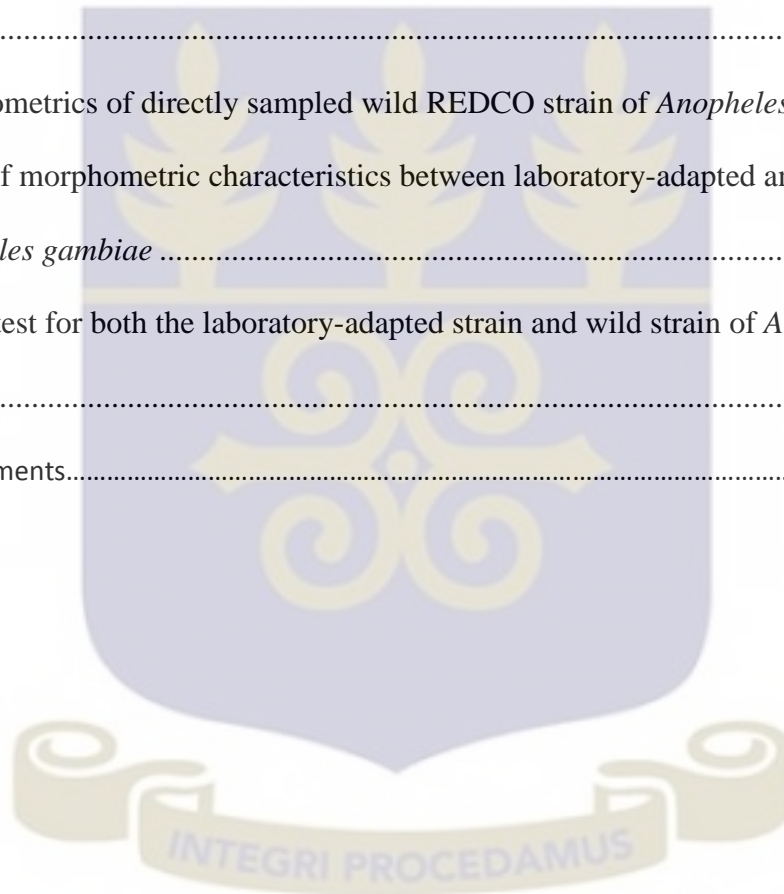 ..........................................................................................
ometrics of directly sampled wild REDCO strain of Anopheles
f morphometric characteristics between laboratory-adapted an
les gambiae ..........................................................................
test for both the laboratory-adapted strain and wild strain of A
..........................................................................................
ments..........................................................................................
INTEGRI PROCEDAMUS